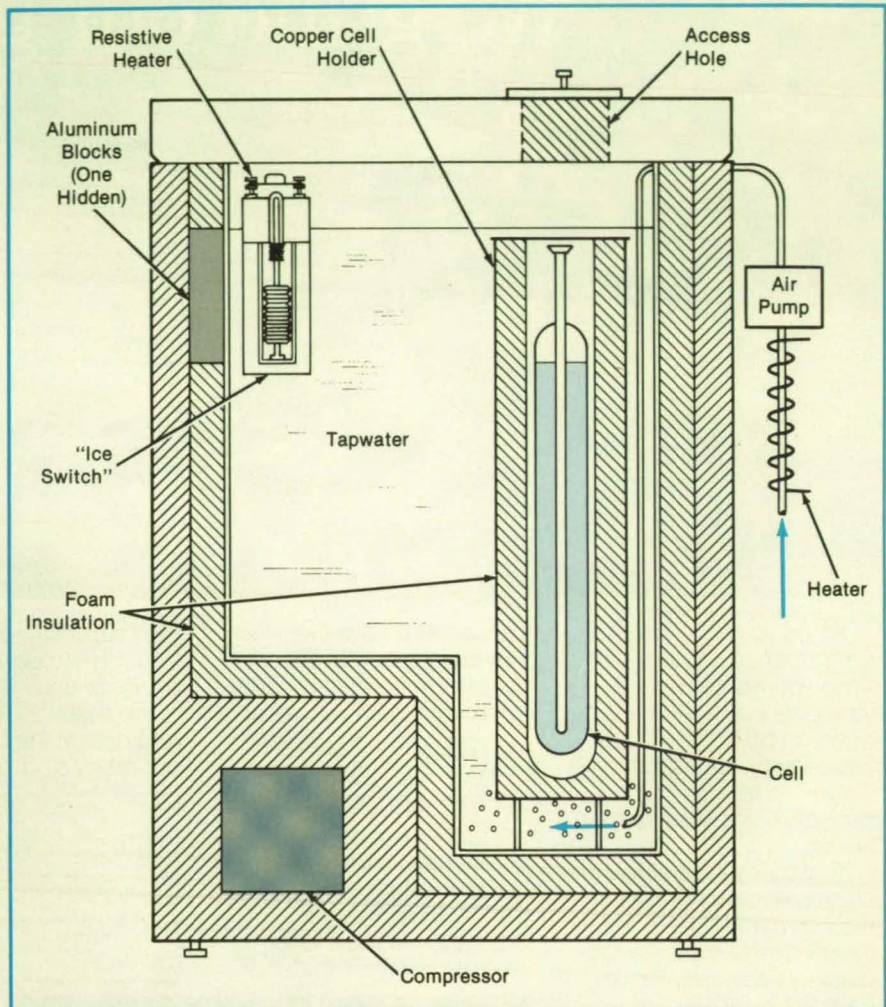 Resistive
Heater
Copper Cell
Holder
Access
Hole
Aluminum
Blocks
(One
Hidden)
Air
Pump
"Ice
Switch"
Tapwater
Heater
Foam
Insulation
Cell
Compressor